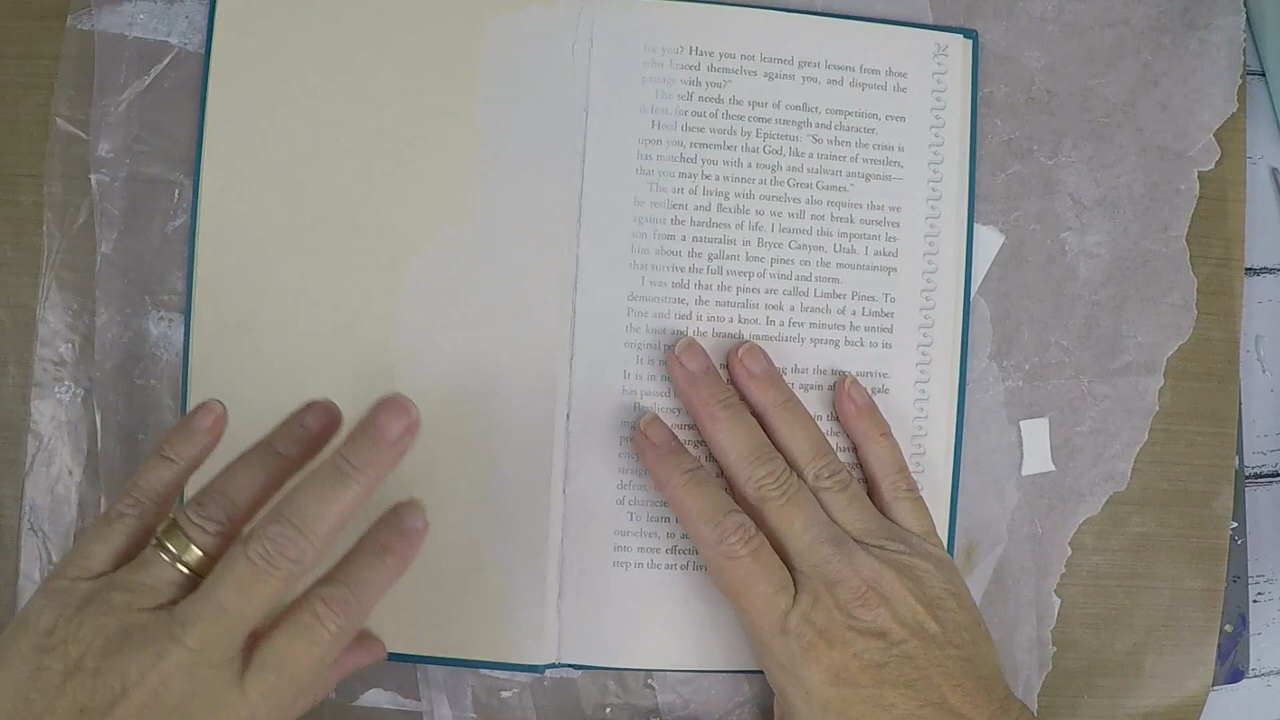 you? Have you not learned great lessons from those
who braced themselves against you, and disputed the
passage with you?"
The self needs the spur of conflict, competition, even
defeat, for out of these come strength and character.
Heed these words by Epictetus: "So when the crisis is
upon you, remember that God, like a trainer of wrestlers,
has matched you with a tough and stalwart antagonist—
that you may be a winner at the Great Games."
The art of living with ourselves also requires that we
be resilient and flexible so we will not break ourselves
against the hardness of life. I learned this important les-
son from a naturalist in Bryce Canyon, Utah. I asked
him about the gallant lone pines on the mountaintops
that survive the full sweep of wind and storm.
I was told that the pines are called Limber Pines. To
demonstrate, the naturalist took a branch of a Limber
Pine and tied it into a knot. In a few minutes he untied
the knot and the branch immediately sprang back to its
original
It is that the trees survive.
It is in again gale
has passed
Resiliency in the
the
have
defeat,
of character
To learn
ourselves, to
into more
step in the art of